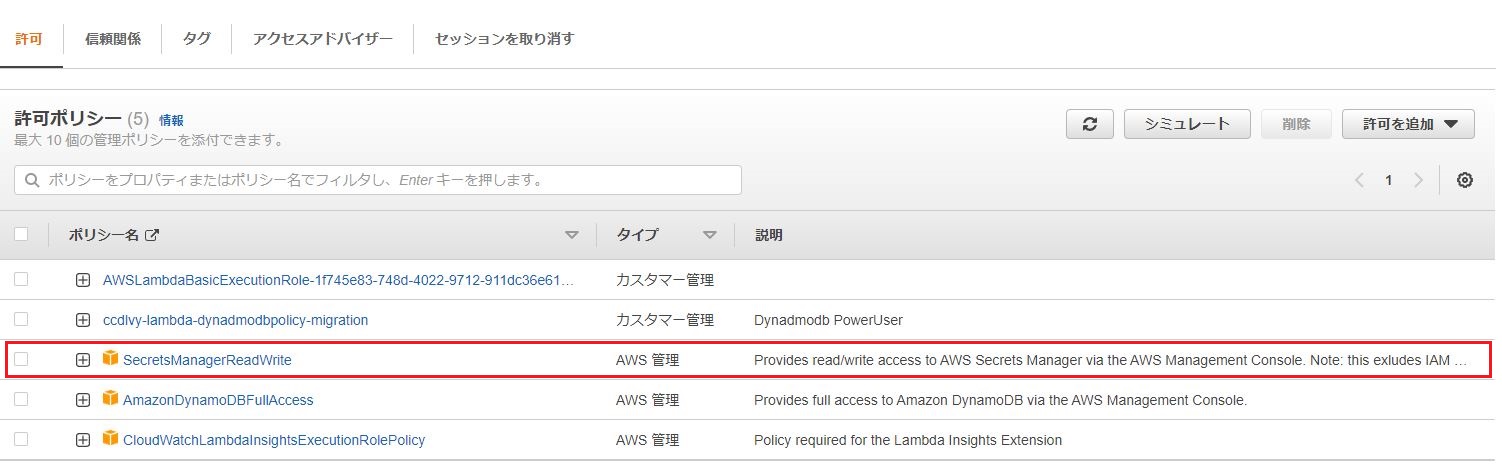 許可 信頼関係 タグ アクセスアドバイザー セッションを取り消す
許可ポリシー (5) 情報
最大 10 個の管理ポリシーを添付できます。
シミュレート 削除 許可を追加
ポリシーをプロパティまたはポリシー名でフィルタし、Enter キーを押します。
1
ポリシー名 タイプ 説明
AWSLambdaBasicExecutionRole-1f745e83-748d-4022-9712-911dc36e61… カスタマー管理
ccdlvy-lambda-dynadmodbpolicy-migration カスタマー管理 Dynadmodb PowerUser
SecretsManagerReadWrite AWS 管理 Provides read/write access to AWS Secrets Manager via the AWS Management Console. Note: this exludes IAM …
AmazonDynamoDBFullAccess AWS 管理 Provides full access to Amazon DynamoDB via the AWS Management Console.
CloudWatchLambdaInsightsExecutionRolePolicy AWS 管理 Policy required for the Lambda Insights Extension